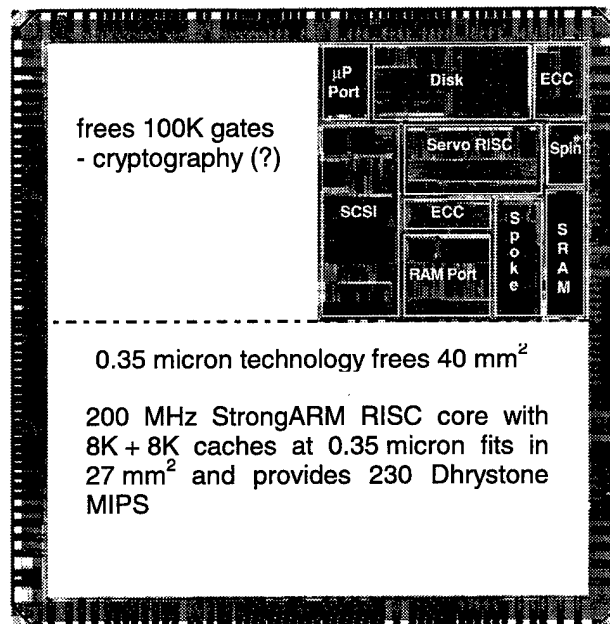 frees 100K gates
- cryptography (?)
μP
Port
Disk
ECC
Servo RISC
Spin
SCSI
ECC
RAM Port
Spoke
SRAM
0.35 micron technology frees 40 mm²
200 MHz StrongARM RISC core with
8K + 8K caches at 0.35 micron fits in
27 mm² and provides 230 Dhrystone
MIPS